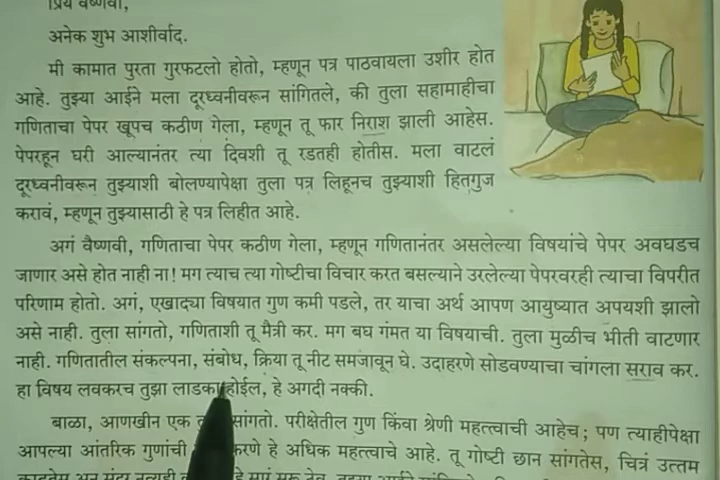 प्रिय वैष्णवी,
अनेक शुभ आशीर्वाद.
मी कामात पुरता गुरफटलो होतो, म्हणून पत्र पाठवायला उशीर होत
आहे. तुझ्या आईने मला दूरध्वनीवरून सांगितले, की तुला सहामाहीचा
गणिताचा पेपर खूपच कठीण गेला, म्हणून तू फार निराश झाली आहेस.
पेपरहून घरी आल्यानंतर त्या दिवशी तू रडतही होतीस. मला वाटलं
दूरध्वनीवरून तुझ्याशी बोलण्यापेक्षा तुला पत्र लिहूनच तुझ्याशी हितगुज
करावं, म्हणून तुझ्यासाठी हे पत्र लिहीत आहे.
अगं वैष्णवी, गणिताचा पेपर कठीण गेला, म्हणून गणितानंतर असलेल्या विषयांचे पेपर अवघडच
जाणार असे होत नाही ना! मग त्याच त्या गोष्टीचा विचार करत बसल्याने उरलेल्या पेपरवरही त्याचा विपरीत
परिणाम होतो. अगं, एखाद्या विषयात गुण कमी पडले, तर याचा अर्थ आपण आयुष्यात अपयशी झालो
असे नाही. तुला सांगतो, गणिताशी तू मैत्री कर. मग बघ गंमत या विषयाची. तुला मुळीच भीती वाटणार
नाही. गणितातील संकल्पना, संबोध, क्रिया तू नीट समजावून घे. उदाहरणे सोडवण्याचा चांगला सराव कर.
हा विषय लवकरच तुझा लाडका होईल, हे अगदी नक्की.
बाळा, आणखीन एक सांगतो. परीक्षेतील गुण किंवा श्रेणी महत्त्वाची आहेच; पण त्याहीपेक्षा
आपल्या आंतरिक गुणांची करणे हे अधिक महत्त्वाचे आहे. तू गोष्टी छान सांगतेस, चित्रं उत्तम